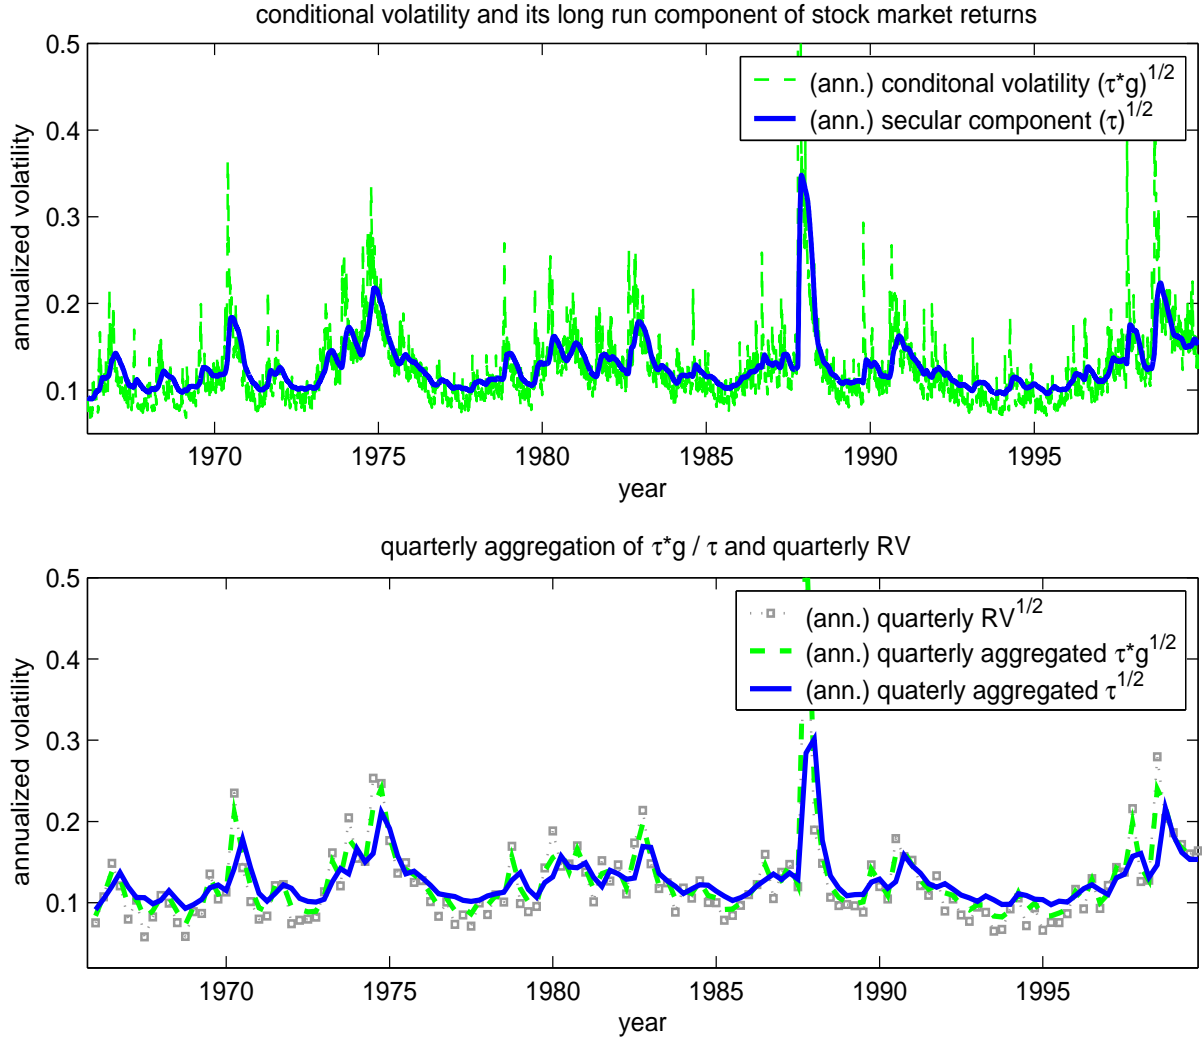 conditional volatility and its long run component of stock market returns
0.5
0.4
0.3
0.2
0.1
annualized volatility
(ann.) conditonal volatility (τ*g)^1/2
(ann.) secular component (τ)^1/2
1970 1975 1980 1985 1990 1995
year
quarterly aggregation of τ*g / τ and quarterly RV
0.5
0.4
0.3
0.2
0.1
annualized volatility
(ann.) quarterly RV^1/2
(ann.) quarterly aggregated τ*g^1/2
(ann.) quaterly aggregated τ^1/2
1970 1975 1980 1985 1990 1995
year